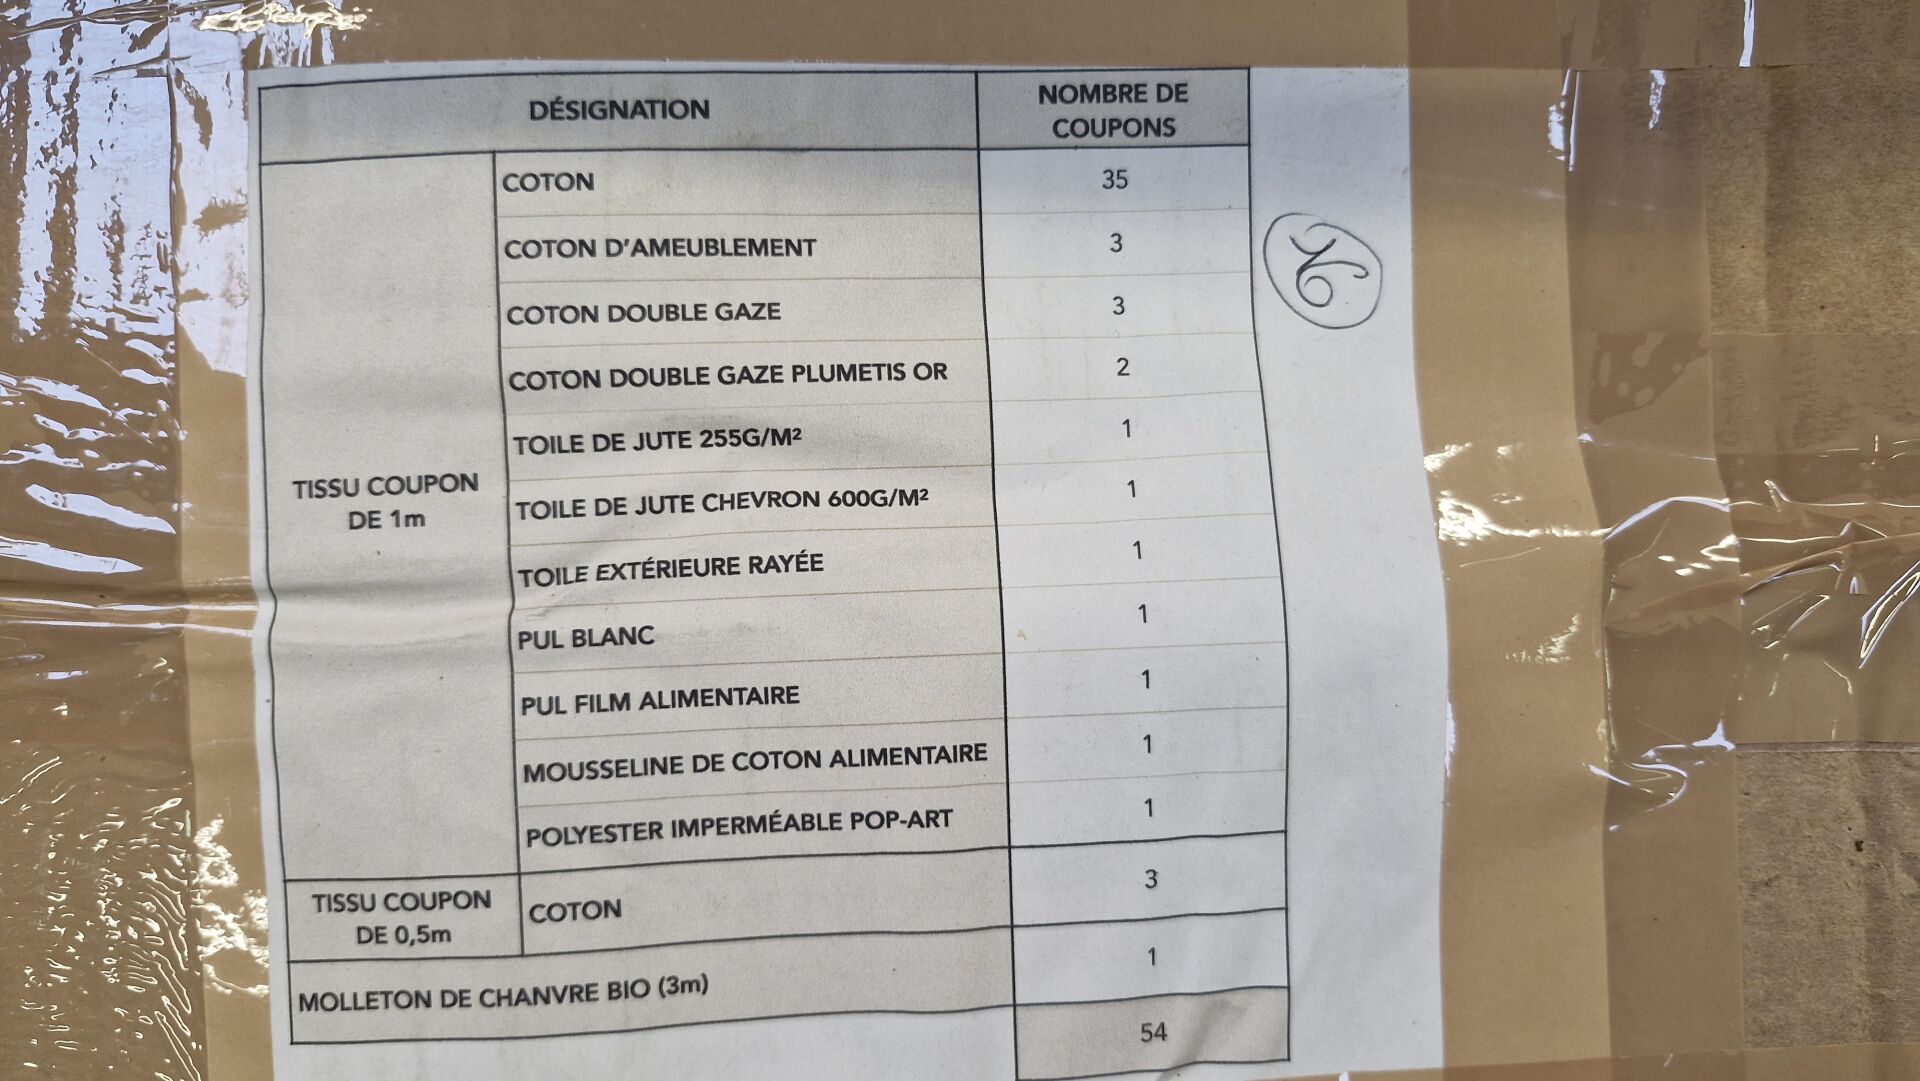 DÉSIGNATION
NOMBRE DE
COUPONS
TISSU COUPON
DE 1m
COTON 35
COTON D'AMEUBLEMENT 3
COTON DOUBLE GAZE 3
COTON DOUBLE GAZE PLUMETIS OR 2
TOILE DE JUTE 255G/M² 1
TOILE DE JUTE CHEVRON 600G/M² 1
TOILE EXTÉRIEURE RAYÉE 1
PUL BLANC 1
PUL FILM ALIMENTAIRE 1
MOUSSELINE DE COTON ALIMENTAIRE 1
POLYESTER IMPERMÉABLE POP-ART 1
TISSU COUPON
DE 0,5m
COTON 3
MOLLETON DE CHANVRE BIO (3m) 1
54